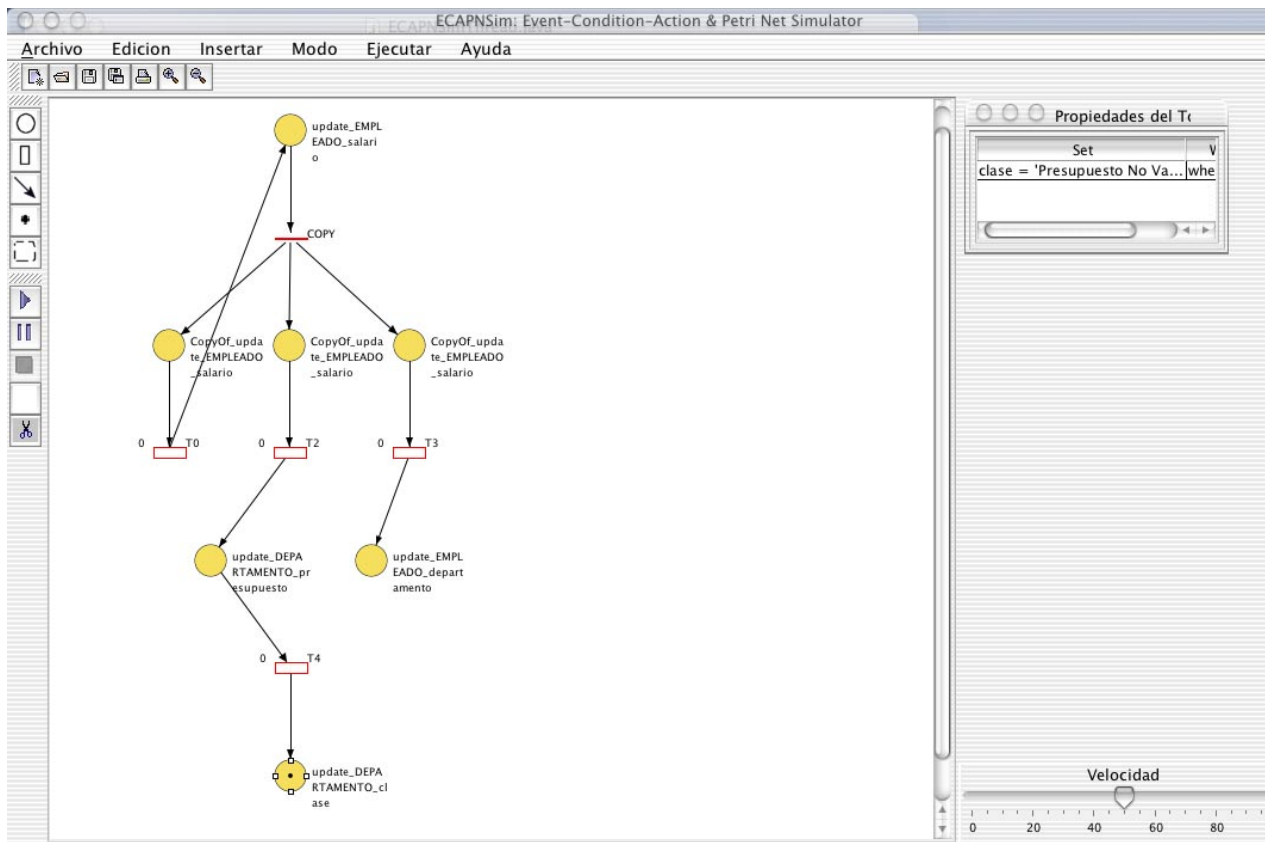 ECAPNSim: Event-Condition-Action & Petri Net Simulator
Archivo Edicion Insertar Modo Ejecutar Ayuda
update_EMPL
EADO_salari
o
COPY
CopyOf_upda
te_EMPLEADO
_salario
CopyOf_upda
te_EMPLEADO
_salario
CopyOf_upda
te_EMPLEADO
_salario
0 T0
0 T2
0 T3
update_DEPA
RTAMENTO_pr
esupuesto
update_EMPL
EADO_depart
amento
0 T4
update_DEPA
RTAMENTO_cl
ase
Propiedades del To
Set V
clase = 'Presupuesto No Va... whe
Velocidad
0 20 40 60 80